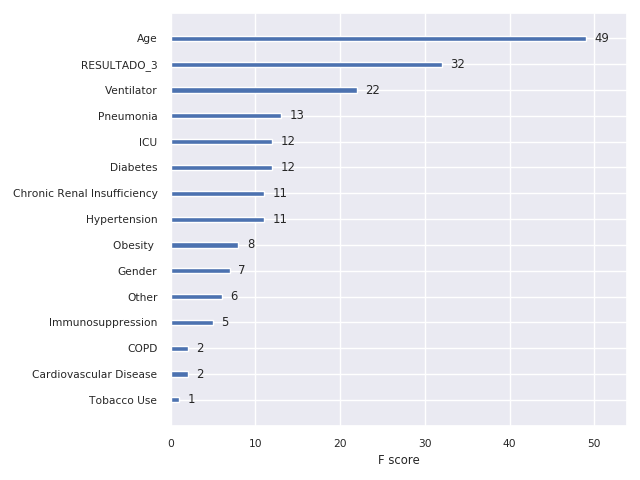 Age 49
RESULTADO_3 32
Ventilator 22
Pneumonia 13
ICU 12
Diabetes 12
Chronic Renal Insufficiency 11
Hypertension 11
Obesity 8
Gender 7
Other 6
Immunosuppression 5
COPD 2
Cardiovascular Disease 2
Tobacco Use 1
0 10 20 30 40 50
F score